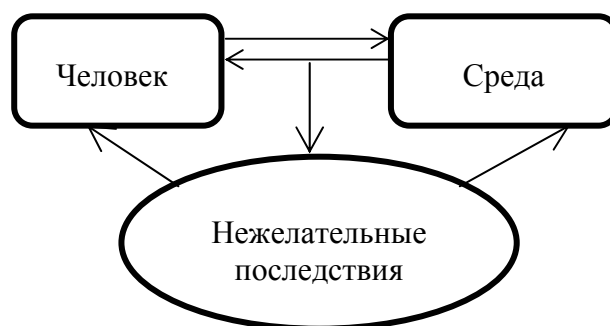 Человек
Среда
Нежелательные
последствия